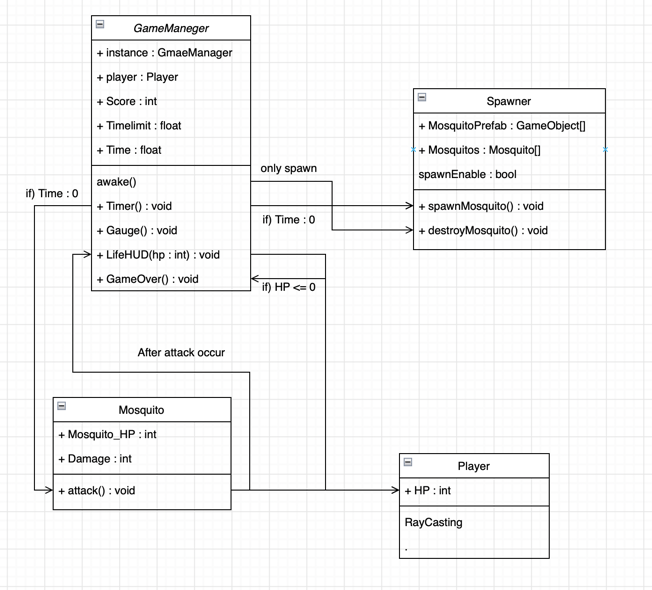 GameManeger
+ instance : GmaeManager
+ player : Player
+ Score : int
+ Timelimit : float
+ Time : float
awake()
+ Timer() : void
+ Gauge() : void
+ LifeHUD(hp : int) : void
+ GameOver() : void
only spawn
if) Time : 0
if) Time : 0
if) HP <= 0
Spawner
+ MosquitoPrefab : GameObject[]
+ Mosquitos : Mosquito[]
spawnEnable : bool
+ spawnMosquito() : void
+ destroyMosquito() : void
After attack occur
Mosquito
+ Mosquito_HP : int
+ Damage : int
+ attack() : void
Player
+ HP : int
RayCasting
.